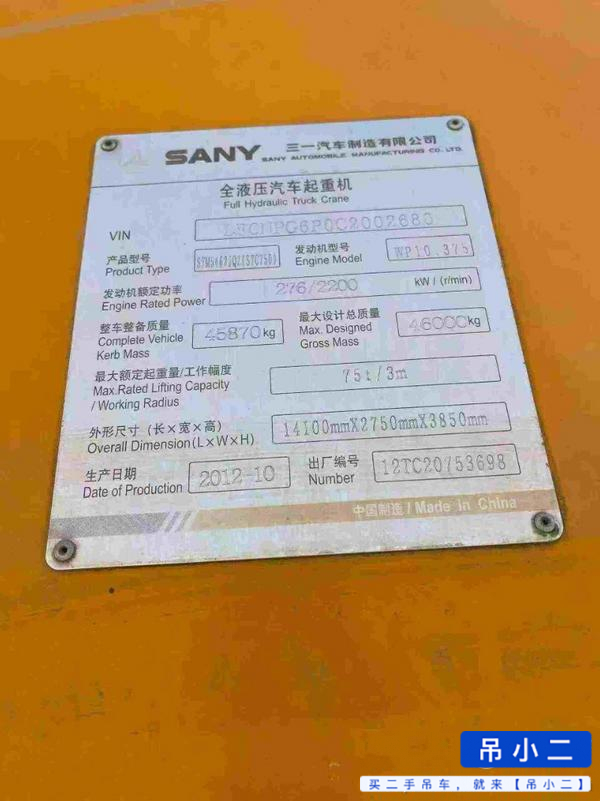 SANY 三一汽车制造有限公司
SANY AUTOMOBILE MANUFACTURING CO., LTD.
全液压汽车起重机
Full Hydraulic Truck Crane
VIN
产品型号
Product Type
发动机型号 WP10.375
Engine Model
发动机额定功率 276/2200 kW / (r/min)
Engine Rated Power
整车整备质量 45870kg
Complete Vehicle
Kerb Mass
最大设计总质量 46000kg
Max. Designed
Gross Mass
最大额定起重量/工作幅度 75t/3m
Max.Rated Lifting Capacity
/ Working Radius
外形尺寸 (长×宽×高) 14100mmX2750mmX3850mm
Overall Dimension(L×W×H)
生产日期 2012-10
Date of Production
出厂编号 12TC20753698
Number
中国制造 / Made in China
吊小二
买二手吊车，就来【吊小二】